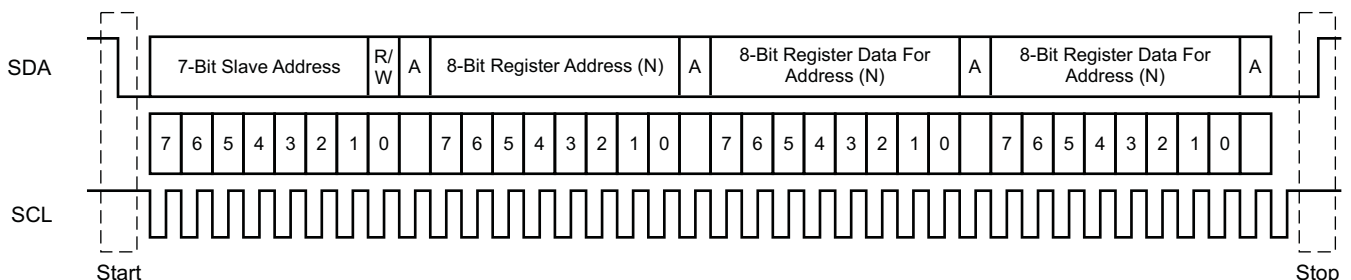 SDA
7-Bit Slave Address
R/
W
A
8-Bit Register Address (N)
A
8-Bit Register Data For
Address (N)
A
8-Bit Register Data For
Address (N)
A
7 6 5 4 3 2 1 0 7 6 5 4 3 2 1 0 7 6 5 4 3 2 1 0 7 6 5 4 3 2 1 0
SCL
Start
Stop